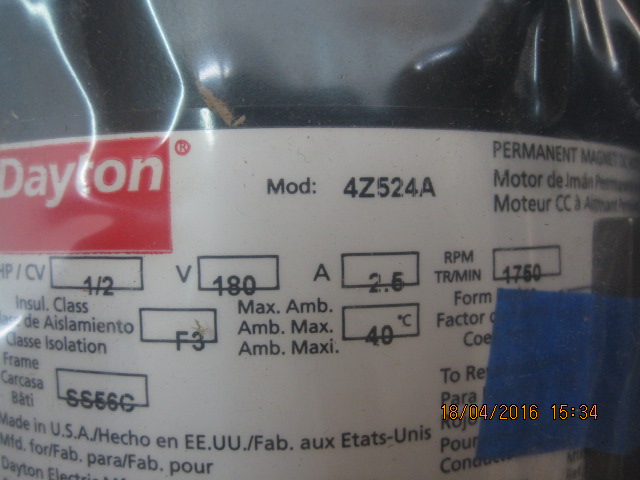 Dayton®
Mod: 4Z524A
PERMANENT MAGNET
Motor de Imán
Moteur CC à Aimant
HP / CV 1/2 V 180 A 2.5 RPM TR/MIN 1750
Insul. Class
de Aislamiento
Classe Isolation
F3
Max. Amb.
Amb. Max.
Amb. Maxi.
40 °C
Form
Factor
Frame
Carcasa
Bâti
SS56C
To
Para
Rojo
Pour
Made in U.S.A./Hecho en EE.UU./Fab. aux Etats-Unis
Mfd. for/Fab. para/Fab. pour
Dayton Electric
18/04/2016 15:34